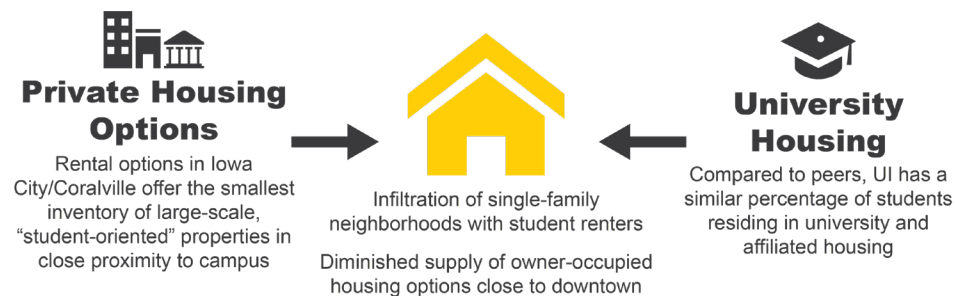 Private Housing
Options
Rental options in Iowa
City/Coralville offer the smallest
inventory of large-scale,
“student-oriented” properties in
close proximity to campus
Infiltration of single-family
neighborhoods with student renters
Diminished supply of owner-occupied
housing options close to downtown
University
Housing
Compared to peers, UI has a
similar percentage of students
residing in university and
affiliated housing